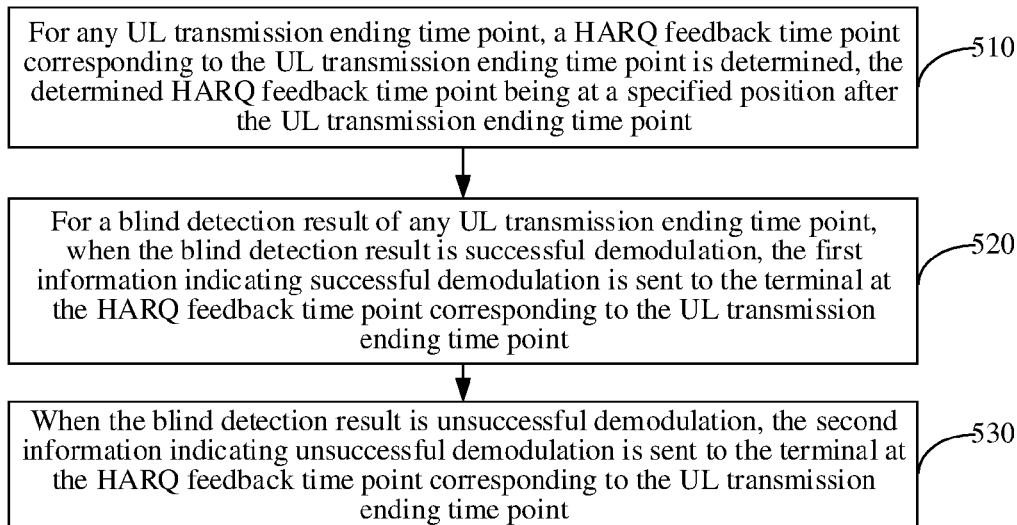 For any UL transmission ending time point, a HARQ feedback time point
corresponding to the UL transmission ending time point is determined, the
determined HARQ feedback time point being at a specified position after
the UL transmission ending time point
510
For a blind detection result of any UL transmission ending time point,
when the blind detection result is successful demodulation, the first
information indicating successful demodulation is sent to the terminal at
the HARQ feedback time point corresponding to the UL transmission
ending time point
520
When the blind detection result is unsuccessful demodulation, the second
information indicating unsuccessful demodulation is sent to the terminal at
the HARQ feedback time point corresponding to the UL transmission
ending time point
530